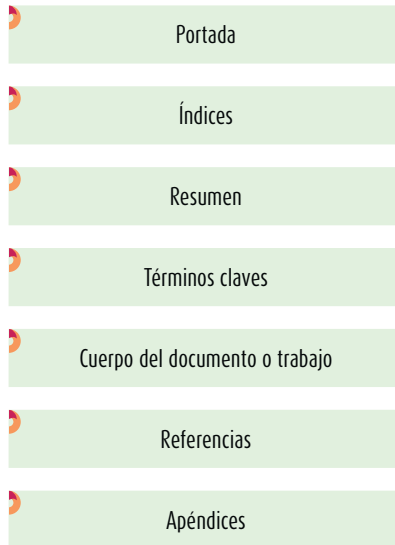 Portada
Índices
Resumen
Términos claves
Cuerpo del documento o trabajo
Referencias
Apéndices